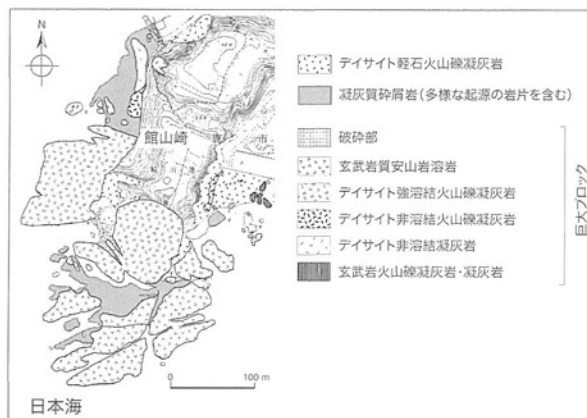 N
デイサイト軽石火山礫凝灰岩
凝灰質砕屑岩(多様な起源の岩片を含む)
館山崎
市
破砕部
玄武岩質安山岩溶岩
デイサイト強溶結火山礫凝灰岩
デイサイト非溶結火山礫凝灰岩
デイサイト非溶結凝灰岩
玄武岩火山礫凝灰岩・凝灰岩
巨大ブロック
0 100 m
日本海